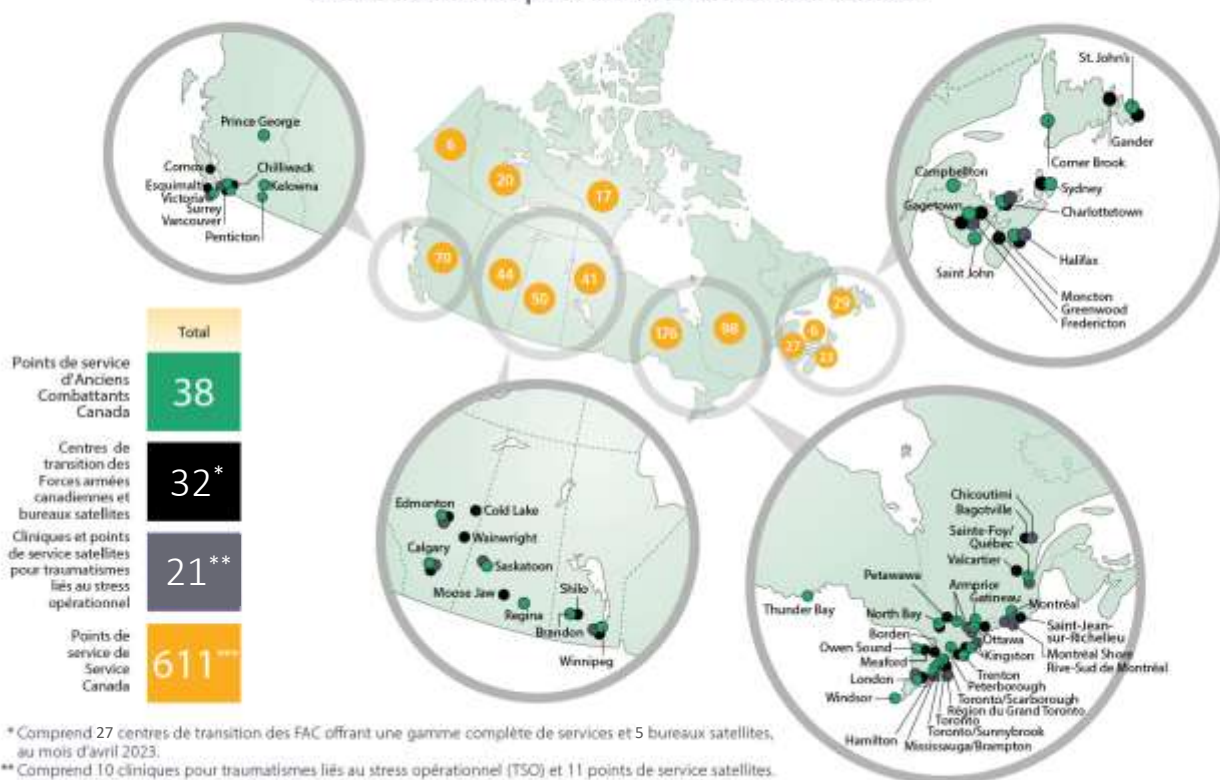 Prince George
Comox
Chilliwack
Esquimalt
Kelowna
Victoria
Surrey
Vancouver
Penticton
6
20
17
70
44
50
41
176
98
29
6
27
23
St. John's
Gander
Corner Brook
Campbellton
Sydney
Gagetown
Charlottetown
Halifax
Saint John
Moncton
Greenwood
Fredericton
Total
Points de service
d'Anciens
Combattants
Canada
38
Centres de
transition des
Forces armées
canadiennes et
bureaux satellites
32*
Cliniques et points
de service satellites
pour traumatismes
liés au stress
opérationnel
21**
Points de
service de
Service
Canada
611***
Edmonton
Cold Lake
Wainwright
Calgary
Saskatoon
Moose Jaw
Shilo
Regina
Brandon
Winnipeg
Chicoutimi
Bagotville
Sainte-Foy/
Québec
Valcartier
Petawawa
Arnprice
Gatineau
Thunder Bay
North Bay
Montréal
Saint-Jean-
sur-Richelieu
Borden
Ottawa
Owen Sound
Kingston
Montréal Shore
Meaford
Rive-Sud de Montréal
Trenton
London
Peterborough
Toronto/Scarborough
Windsor
Région du Grand Toronto
Toronto
Toronto/Sunnybrook
Hamilton
Mississauga/Brampton
* Comprend 27 centres de transition des FAC offrant une gamme complète de services et 5 bureaux satellites,
au mois d'avril 2023.
** Comprend 10 cliniques pour traumatismes liés au stress opérationnel (TSO) et 11 points de service satellites.